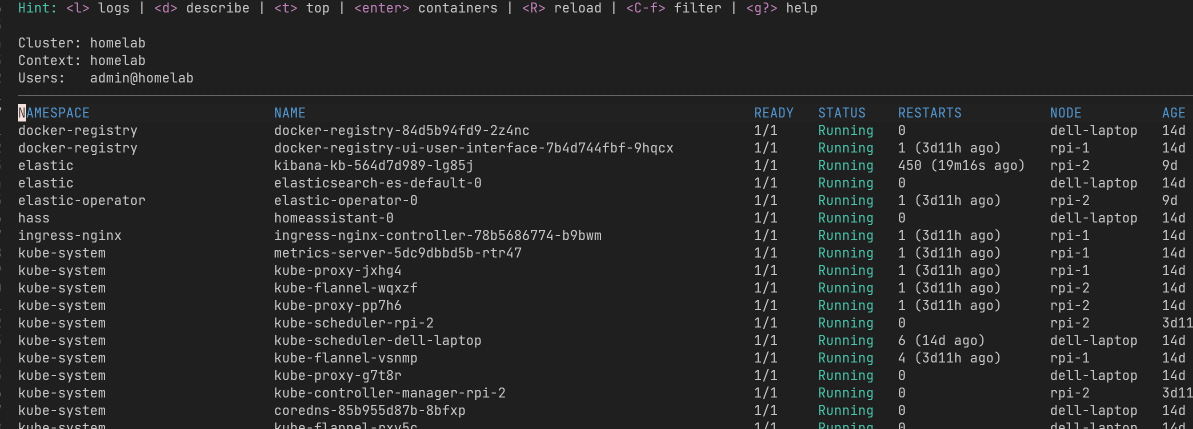 Hint: <l> logs | <d> describe | <t> top | <enter> containers | <R> reload | <C-f> filter | <g?> help
Cluster: homelab
Context: homelab
Users: admin@homelab
NAMESPACE NAME READY STATUS RESTARTS NODE AGE
docker-registry docker-registry-84d5b94fd9-2z4nc 1/1 Running 0 dell-laptop 14d
docker-registry docker-registry-ui-user-interface-7b4d744fbf-9hqcx 1/1 Running 1 (3d11h ago) rpi-1 14d
elastic kibana-kb-564d7d989-lg85j 1/1 Running 450 (19m16s ago) rpi-2 9d
elastic elasticsearch-es-default-0 1/1 Running 0 dell-laptop 14d
elastic-operator elastic-operator-0 1/1 Running 1 (3d11h ago) rpi-2 9d
hass homeassistant-0 1/1 Running 0 dell-laptop 14d
ingress-nginx ingress-nginx-controller-78b5686774-b9bwm 1/1 Running 1 (3d11h ago) rpi-1 14d
kube-system metrics-server-5dc9dbbd5b-rtr47 1/1 Running 1 (3d11h ago) rpi-1 14d
kube-system kube-proxy-jxhg4 1/1 Running 1 (3d11h ago) rpi-1 14d
kube-system kube-flannel-wqxzf 1/1 Running 1 (3d11h ago) rpi-2 14d
kube-system kube-proxy-pp7h6 1/1 Running 1 (3d11h ago) rpi-2 14d
kube-system kube-scheduler-rpi-2 1/1 Running 0 rpi-2 3d11
kube-system kube-scheduler-dell-laptop 1/1 Running 6 (14d ago) dell-laptop 14d
kube-system kube-flannel-vsnmp 1/1 Running 4 (3d11h ago) rpi-1 14d
kube-system kube-proxy-g7t8r 1/1 Running 0 dell-laptop 14d
kube-system kube-controller-manager-rpi-2 1/1 Running 0 rpi-2 3d11
kube-system coredns-85b955d87b-8bfxp 1/1 Running 0 dell-laptop 14d
kube-system kube-flannel-rxv5c 1/1 Running 0 dell-laptop 14d